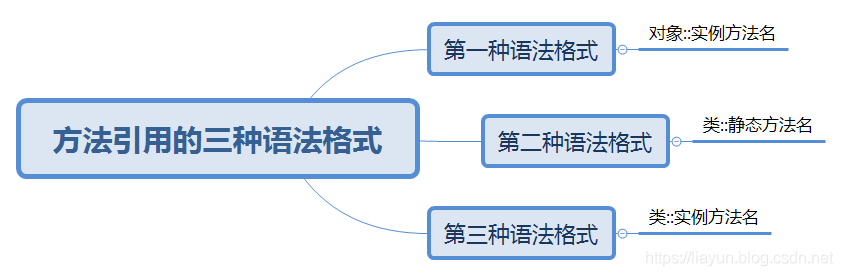 方法引用的三种语法格式
第一种语法格式
对象::实例方法名
第二种语法格式
类::静态方法名
第三种语法格式
类::实例方法名
https://liayun.blog.csdn.net